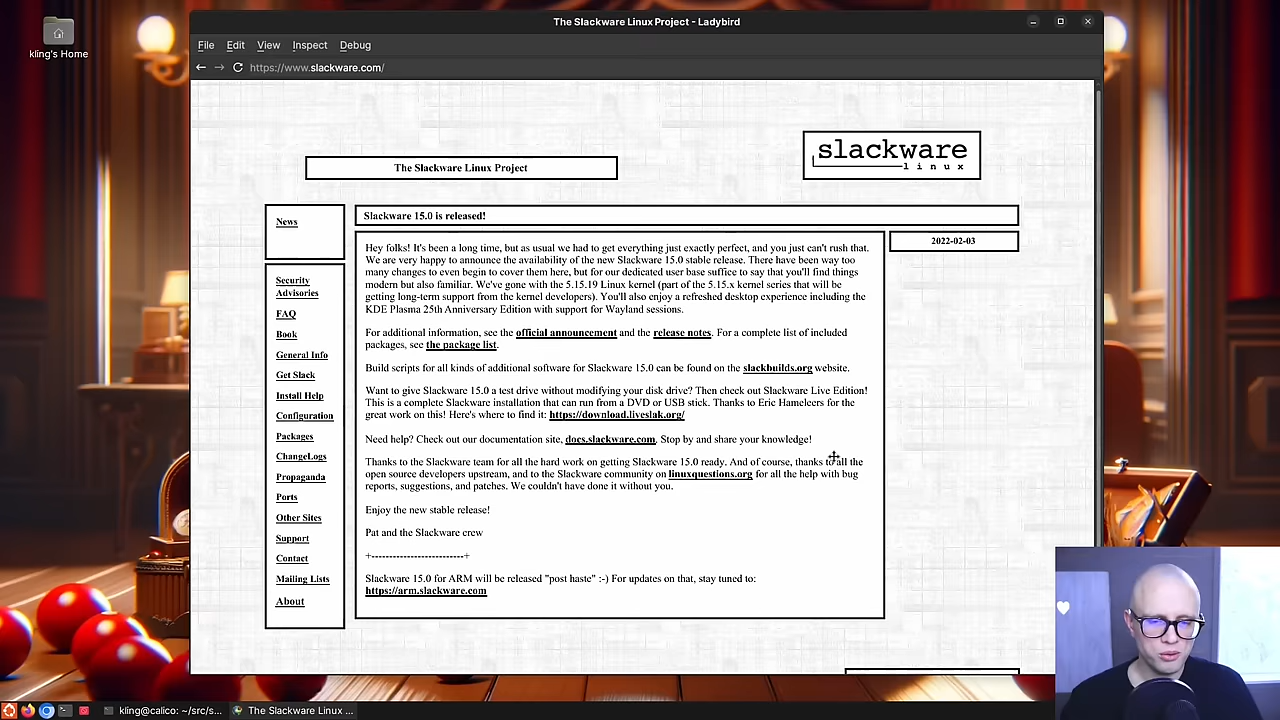 The Slackware Linux Project - Ladybird
kling's Home
File Edit View Inspect Debug
https://www.slackware.com/
slackware
linux
The Slackware Linux Project
News
Security
Advisories
FAQ
Book
General Info
Get Slack
Install Help
Configuration
Packages
ChangeLogs
Propaganda
Ports
Other Sites
Support
Contact
Mailing Lists
About
Slackware 15.0 is released!
2022-02-03
Hey folks! It's been a long time, but as usual we had to get everything just exactly perfect, and you just can't rush that.
We are very happy to announce the availability of the new Slackware 15.0 stable release. There have been way too
many changes to even begin to cover them here, but for our dedicated user base suffice to say that you'll find things
modern but also familiar. We've gone with the 5.15.19 Linux kernel (part of the 5.15.x kernel series that will be
getting long-term support from the kernel developers). You'll also enjoy a refreshed desktop experience including the
KDE Plasma 25th Anniversary Edition with support for Wayland sessions.
For additional information, see the official announcement and the release notes. For a complete list of included
packages, see the package list.
Build scripts for all kinds of additional software for Slackware 15.0 can be found on the slackbuilds.org website.
Want to give Slackware 15.0 a test drive without modifying your disk drive? Then check out Slackware Live Edition!
This is a complete Slackware installation that can run from a DVD or USB stick. Thanks to Eric Hameleers for the
great work on this! Here's where to find it: https://download.liveslak.org/
Need help? Check out our documentation site, docs.slackware.com. Stop by and share your knowledge!
Thanks to the Slackware team for all the hard work on getting Slackware 15.0 ready. And of course, thanks to all the
open source developers upstream, and to the Slackware community on linuxquestions.org for all the help with bug
reports, suggestions, and patches. We couldn't have done it without you.
Enjoy the new stable release!
Pat and the Slackware crew
+--------------------------+
Slackware 15.0 for ARM will be released "post haste" :-) For updates on that, stay tuned to:
https://arm.slackware.com
kling@calico: ~/src/s...
The Slackware Linux ...